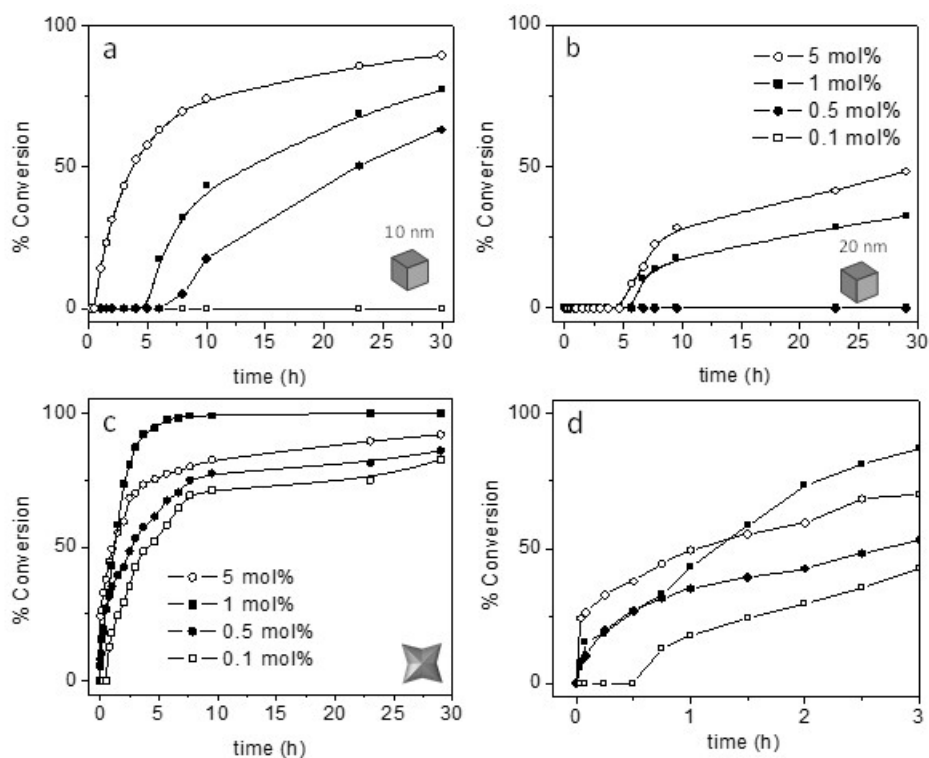 a
100
50
0
% Conversion
10 nm
0 5 10 15 20 25 30
time (h)
b
100
50
0
% Conversion
5 mol%
1 mol%
0.5 mol%
0.1 mol%
20 nm
0 5 10 15 20 25 30
time (h)
c
100
50
0
% Conversion
5 mol%
1 mol%
0.5 mol%
0.1 mol%
0 5 10 15 20 25 30
time (h)
d
100
50
0
% Conversion
0 1 2 3
time (h)